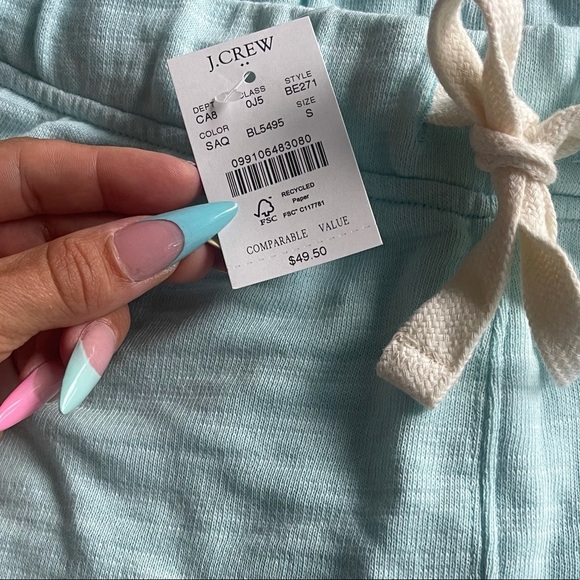 J.CREW
DEPT CLASS STYLE
CA8 0J5 BE271
COLOR SIZE
SAQ BL5495 S
099106483080
FSC
RECYCLED
Paper
FSC® C117781
COMPARABLE VALUE
$49.50